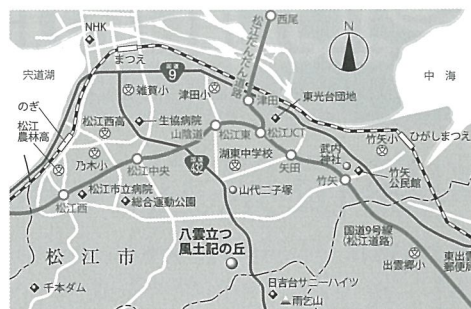 NHK
西尾
宍道湖
まつえ
国道
9
松江だんだん道路
中海
雑賀小
津田小
津田
東光台団地
のぎ
松江
農林高
松江西高
生協病院
山陰道
松江東
松江JCT
竹矢小
ひがしまつえ
乃木小
松江中央
国道
432
湖東中学校
矢田
武内
神社
竹矢
公民館
松江西
松江市立病院
総合運動公園
山代二子塚
竹矢
松江市
八雲立つ
風土記の丘
国道9号線
(松江道路)
出雲郷小
東出雲
郵便局
千本ダム
日吉台サニーハイツ
雨乞山
N